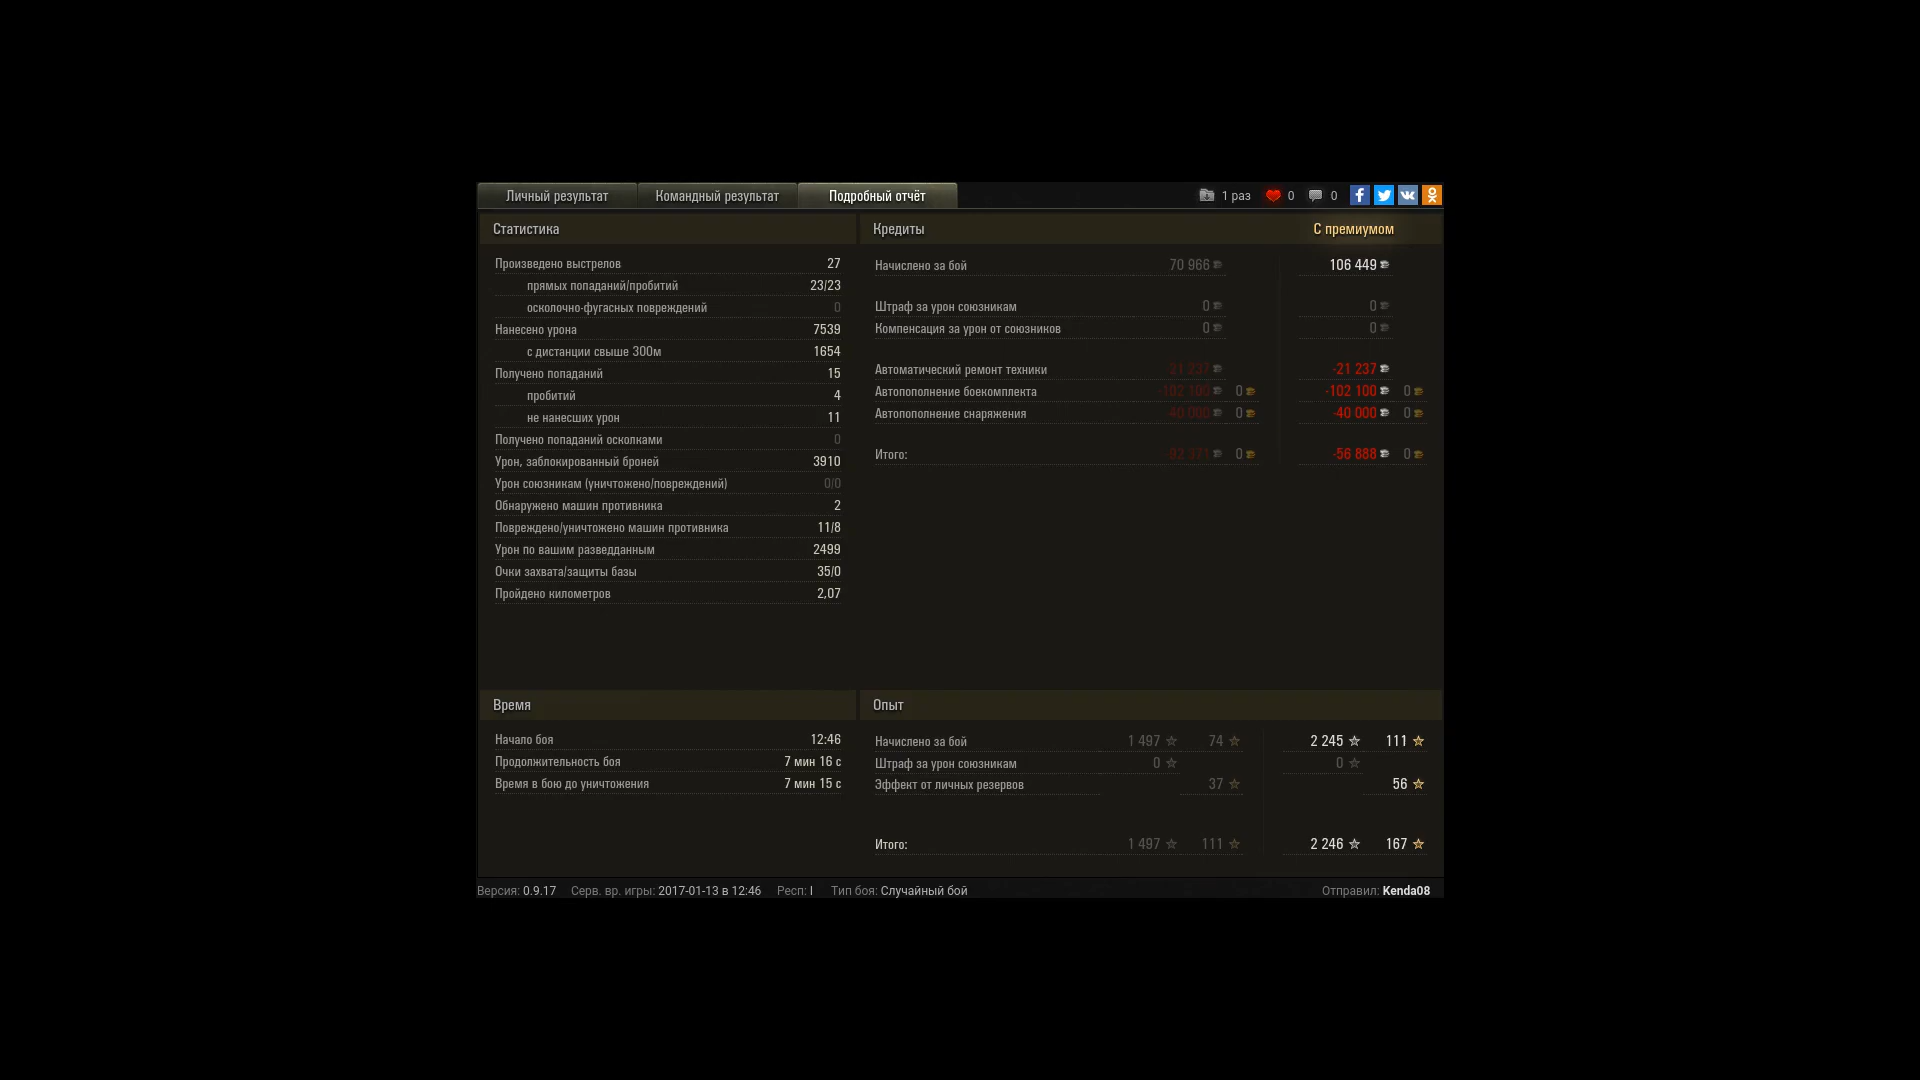 Личный результат Командный результат Подробный отчёт 1 раз 0 0
Статистика
Произведено выстрелов 27
прямых попаданий/пробитий 23/23
осколочно-фугасных повреждений 0
Нанесено урона 7539
с дистанции свыше 300м 1654
Получено попаданий 15
пробитий 4
не нанесших урон 11
Получено попаданий осколками 0
Урон, заблокированный броней 3910
Урон союзникам (уничтожено/повреждений) 0/0
Обнаружено машин противника 2
Повреждено/уничтожено машин противника 11/8
Урон по вашим разведданным 2499
Очки захвата/защиты базы 35/0
Пройдено километров 2,07
Кредиты С премиумом
Начислено за бой 70 966 106 449
Штраф за урон союзникам 0 0
Компенсация за урон от союзников 0 0
Автоматический ремонт техники -21 237 -21 237
Автопополнение боекомплекта -102 100 0 -102 100 0
Автопополнение снаряжения -40 000 0 -40 000 0
Итого: -92 371 0 -56 888 0
Время
Начало боя 12:46
Продолжительность боя 7 мин 16 с
Время в бою до уничтожения 7 мин 15 с
Опыт
Начислено за бой 1 497 74 2 245 111
Штраф за урон союзникам 0 0
Эффект от личных резервов 37 56
Итого: 1 497 111 2 246 167
Версия: 0.9.17 Серв. вр. игры: 2017-01-13 в 12:46 Респ: I Тип боя: Случайный бой Отправил: Kenda08